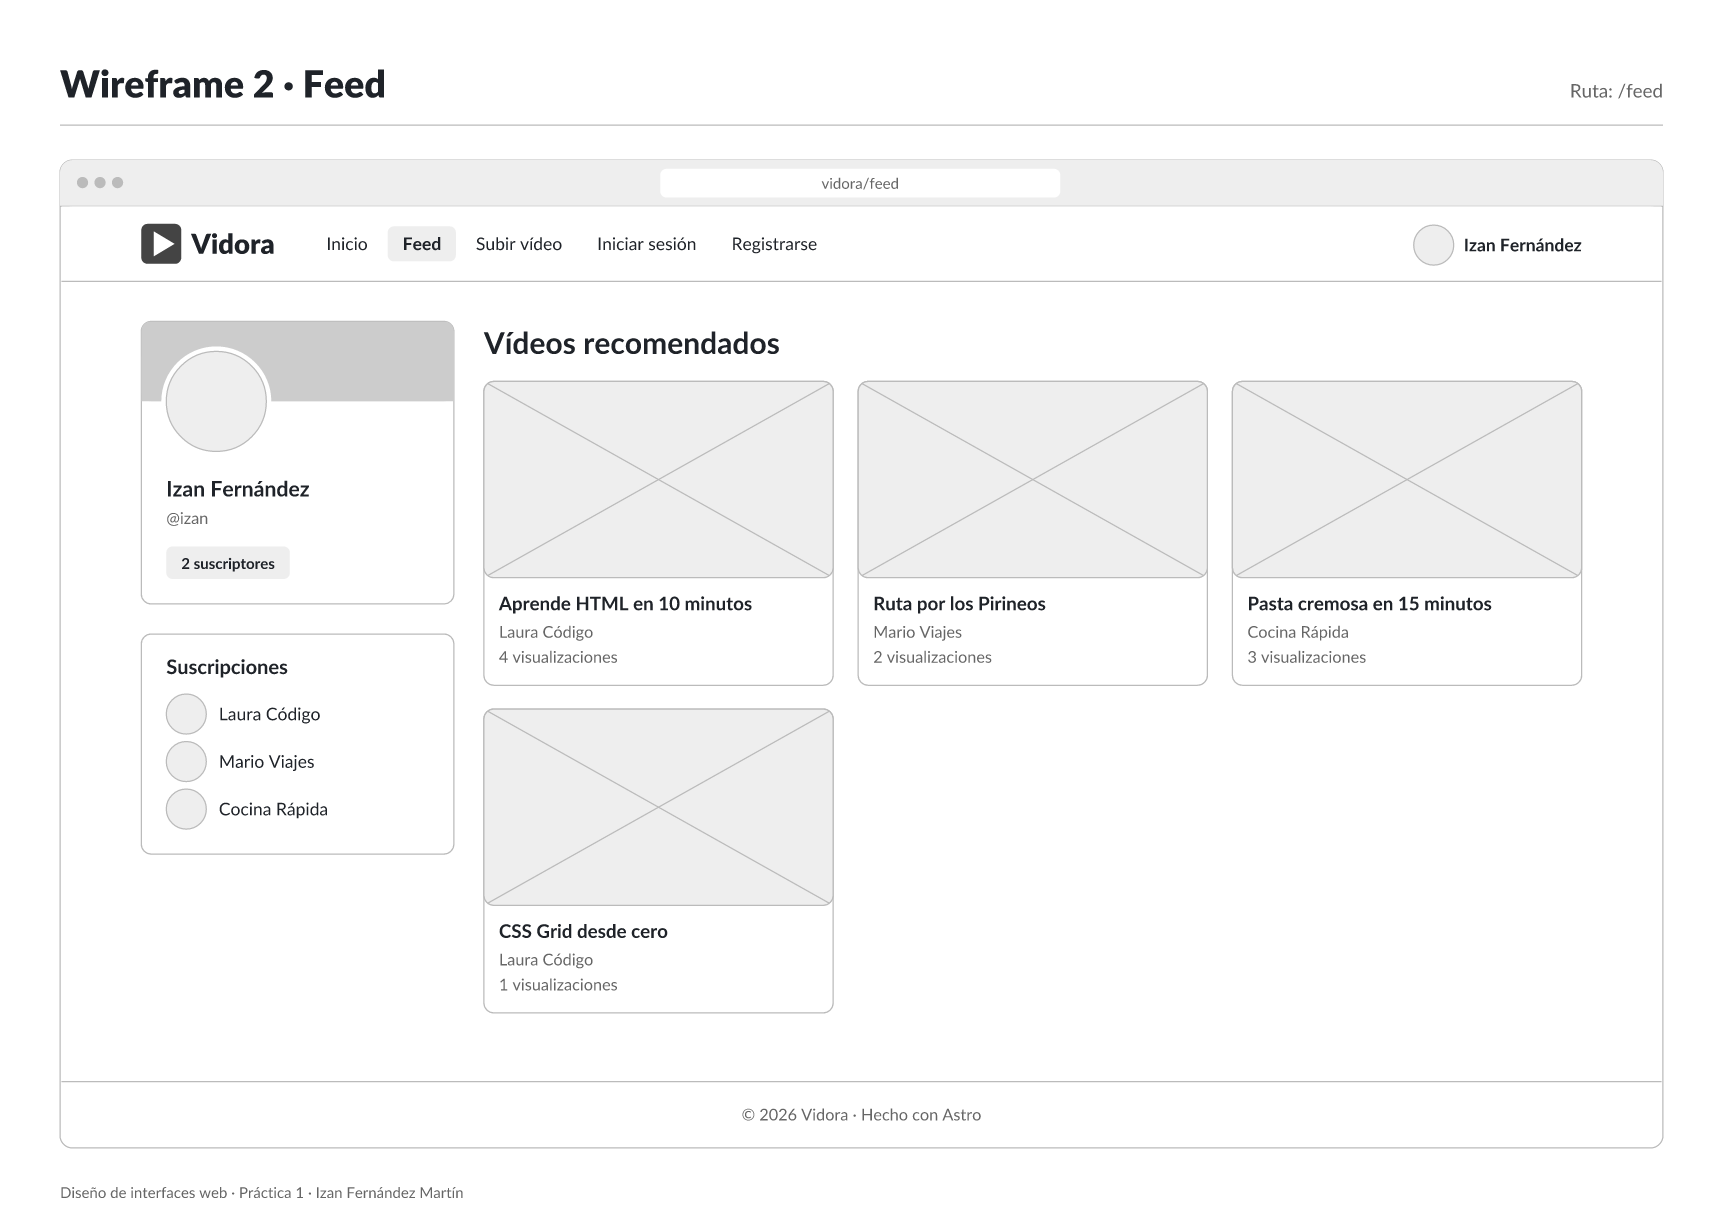 Wireframe 2 · Feed
Ruta: /feed
vidora/feed
Vidora
Inicio
Feed
Subir vídeo
Iniciar sesión
Registrarse
Izan Fernández
Izan Fernández
@izan
2 suscriptores
Suscripciones
Laura Código
Mario Viajes
Cocina Rápida
Vídeos recomendados
Aprende HTML en 10 minutos
Laura Código
4 visualizaciones
Ruta por los Pirineos
Mario Viajes
2 visualizaciones
Pasta cremosa en 15 minutos
Cocina Rápida
3 visualizaciones
CSS Grid desde cero
Laura Código
1 visualizaciones
© 2026 Vidora · Hecho con Astro
Diseño de interfaces web · Práctica 1 · Izan Fernández Martín